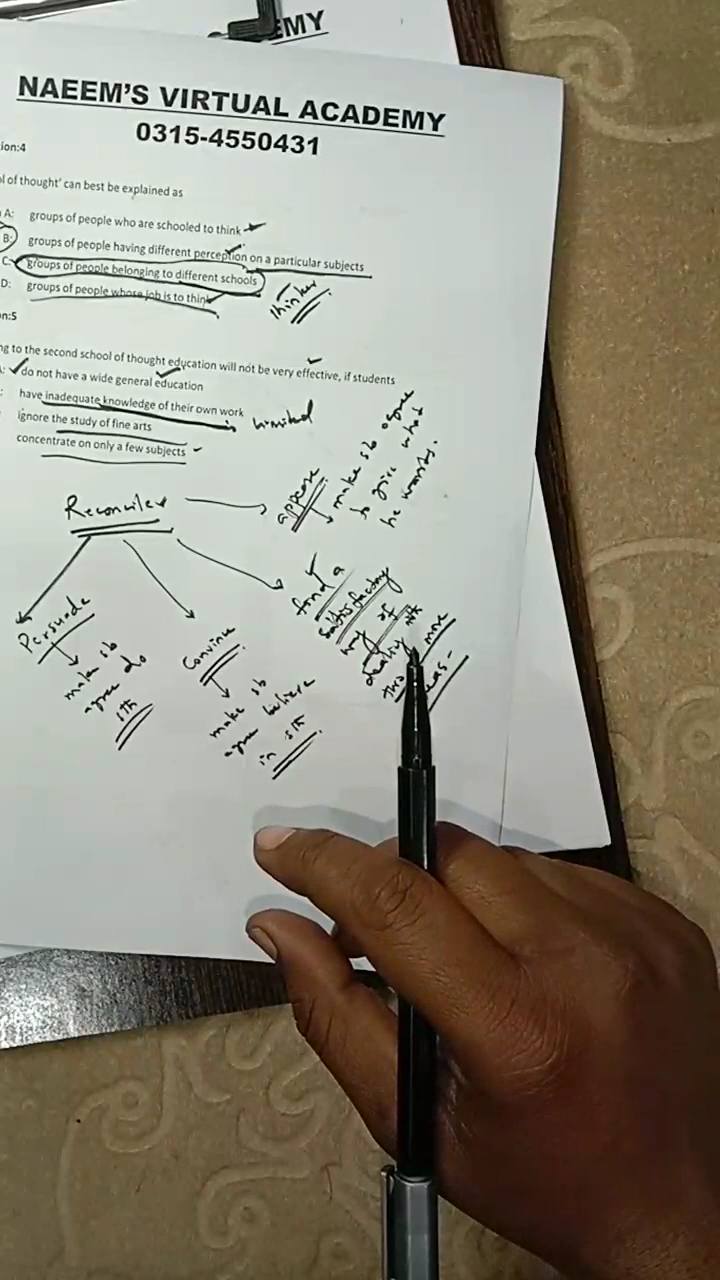 EMY
NAEEM'S VIRTUAL ACADEMY
0315-4550431
ion:4
l of thought' can best be explained as
A: groups of people who are schooled to think
B: groups of people having different perception on a particular subjects
C: groups of people belonging to different schools
D: groups of people whose job is to think
thinker
n:5
ng to the second school of thought education will not be very effective, if students
: do not have a wide general education
: have inadequate knowledge of their own work
limited
ignore the study of fine arts
concentrate on only a few subjects
Reconcile
appease
make sb agree
to give what
he wants.
find a
satisfactory
way of
dealing with
two more
Persuade
make sb
agree do
sth
Convince
make sb
agree believe
in sth